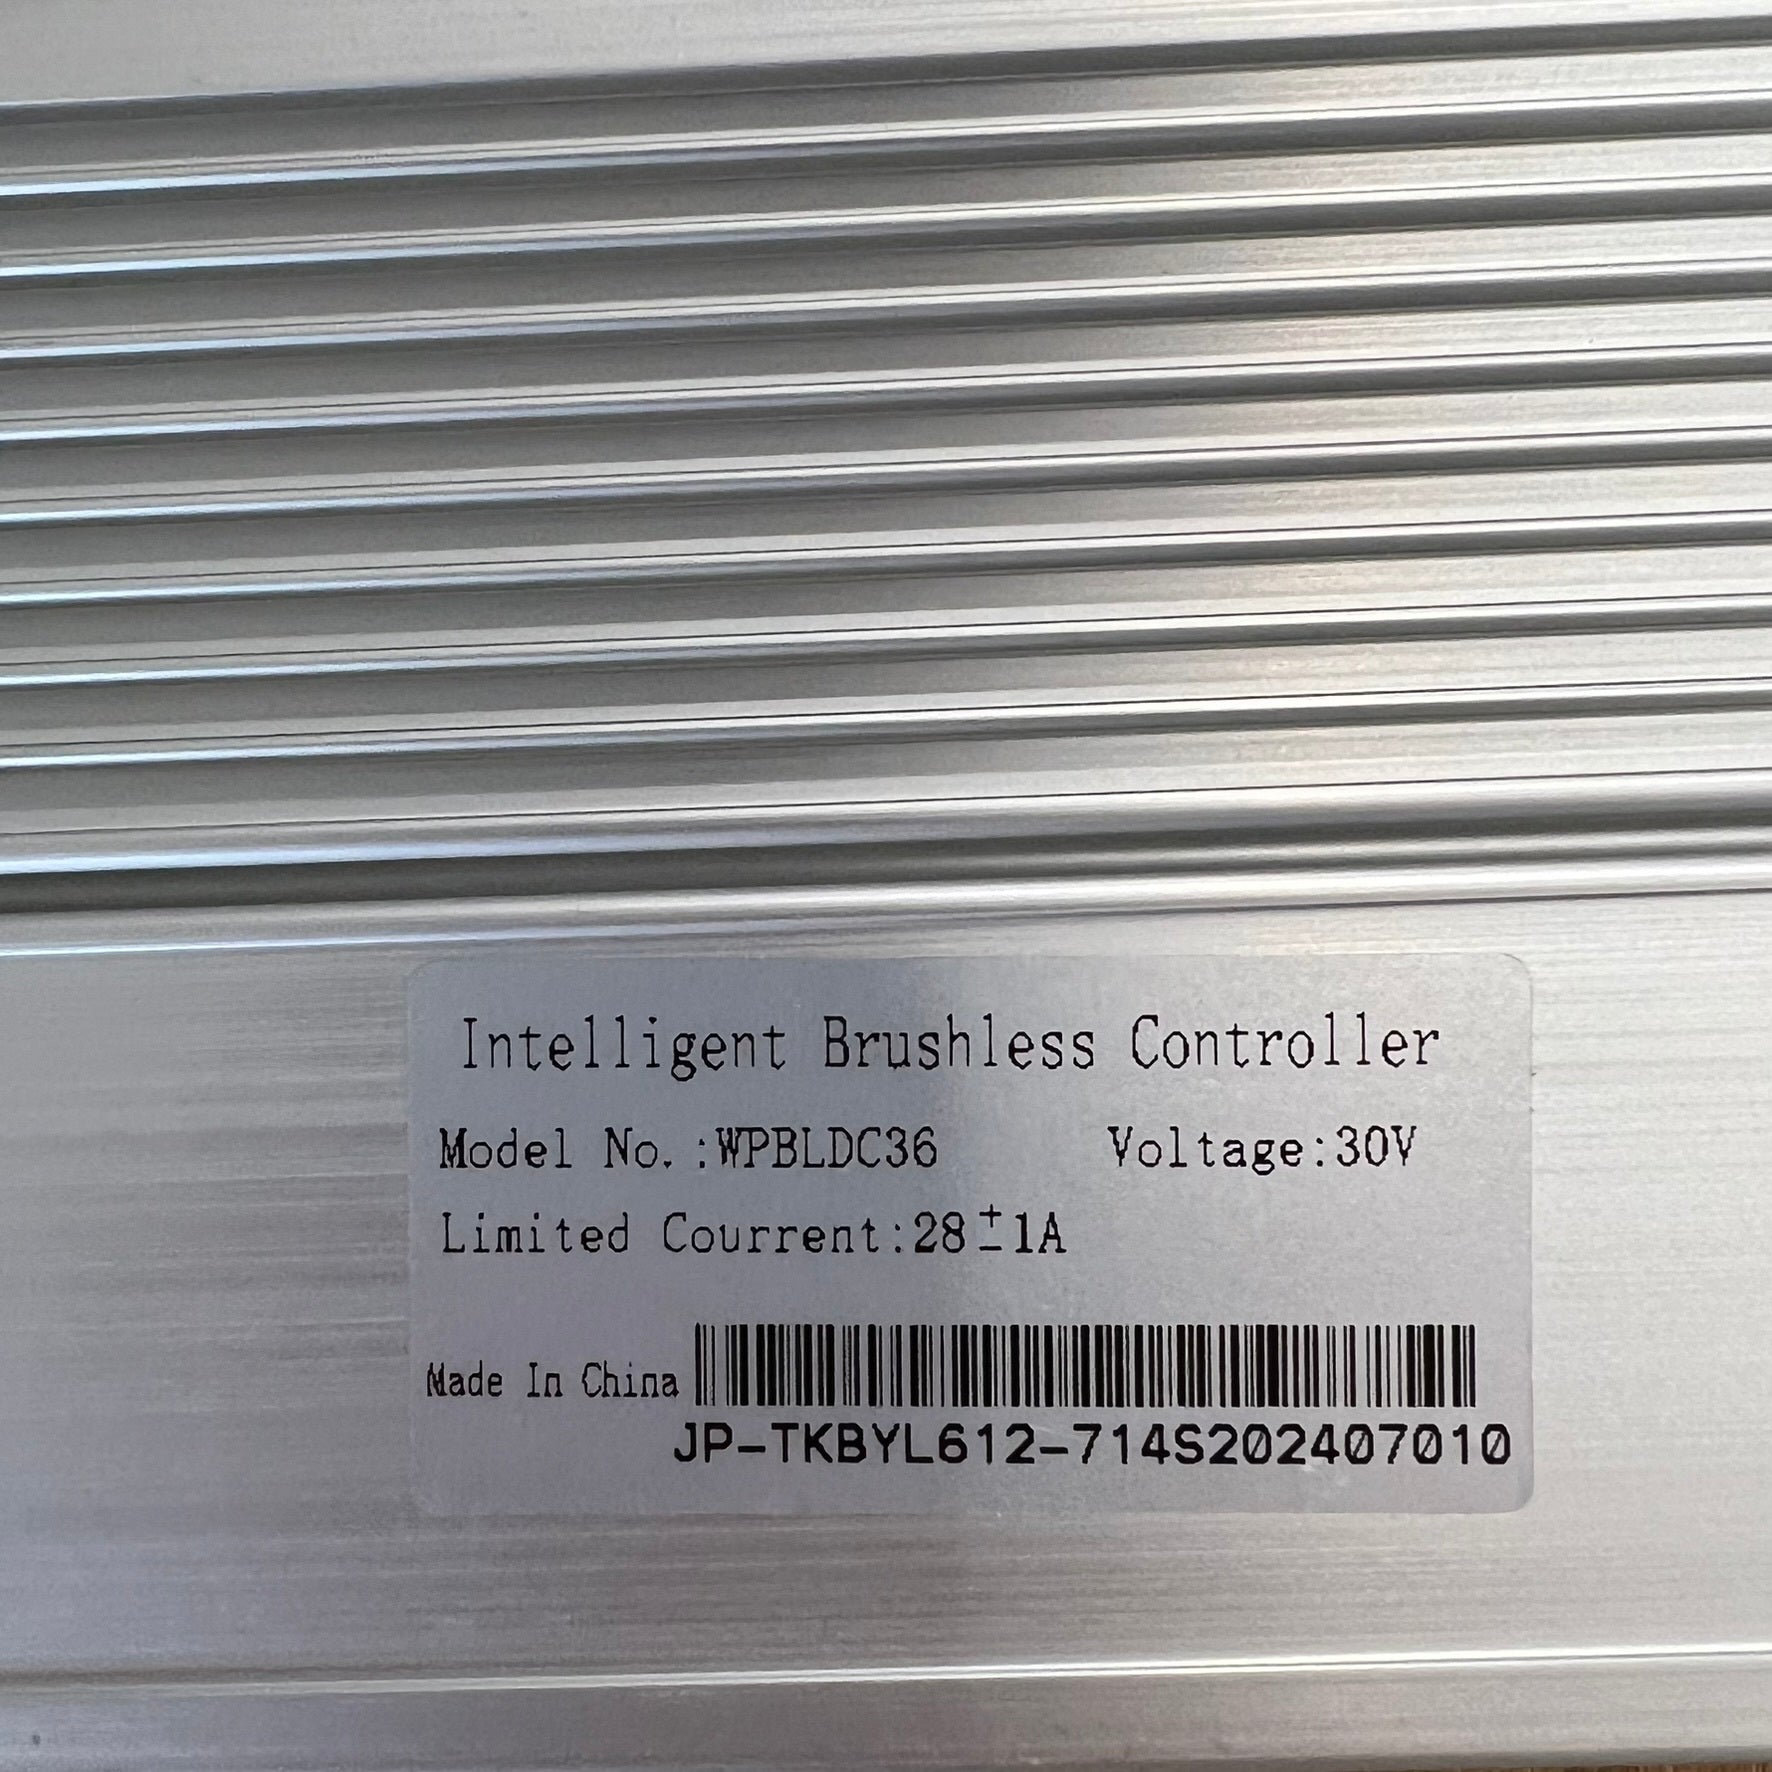 Intelligent Brushless Controller
Model No.:WPBLDC36 Voltage:30V
Limited Courrent:28±1A
Made In China
JP-TKBYL612-714S202407010